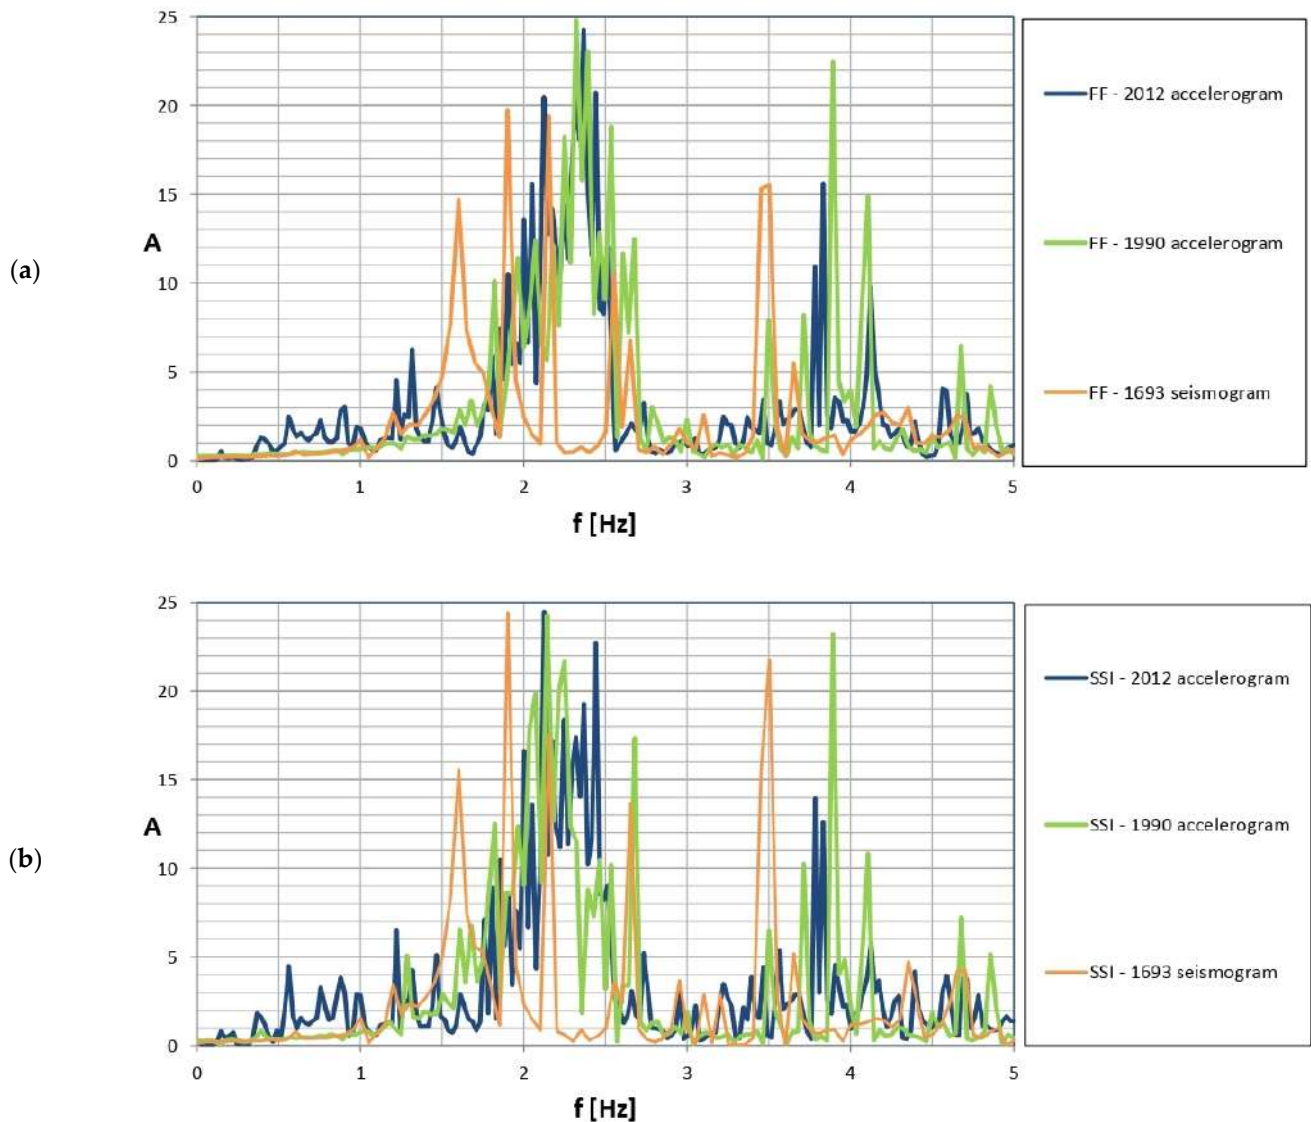 25
20
15
A
10
5
0
0 1 2 3 4 5
f [Hz]
(a)
FF - 2012 accelerogram
FF - 1990 accelerogram
FF - 1693 seismogram
25
20
15
A
10
5
0
0 1 2 3 4 5
f [Hz]
(b)
SSI - 2012 accelerogram
SSI - 1990 accelerogram
SSI - 1693 seismogram